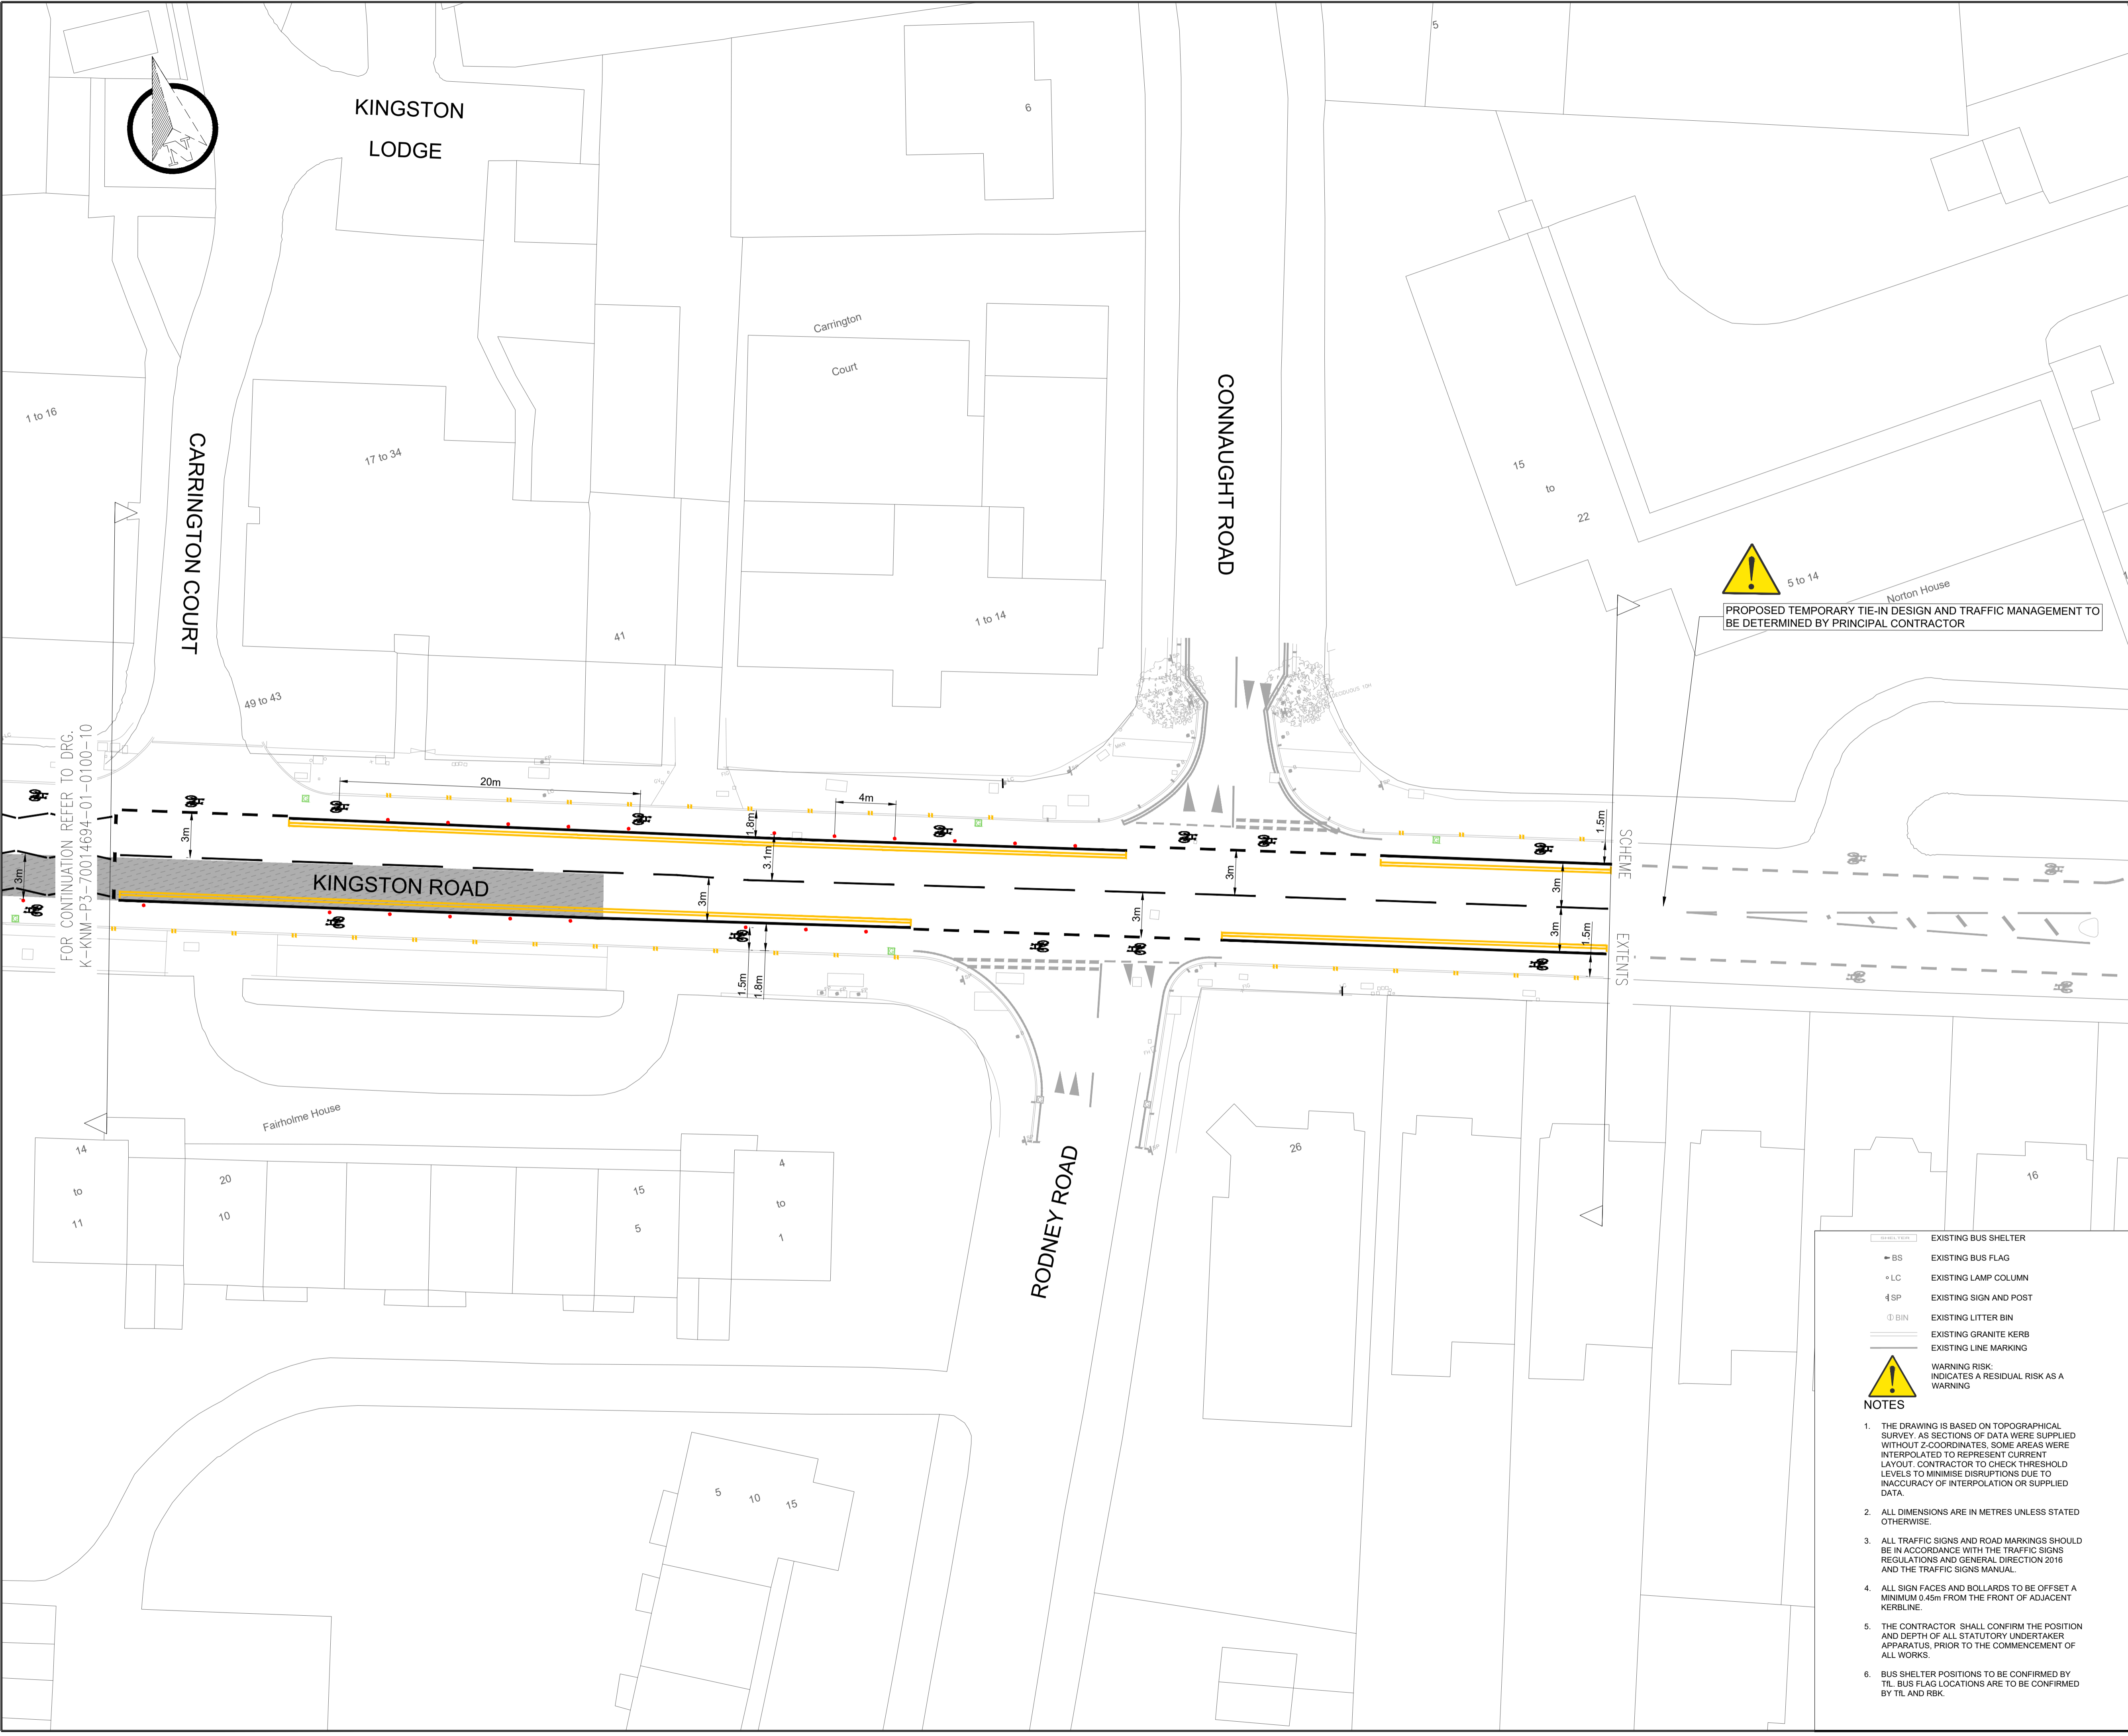 5
KINGSTON
LODGE
6
N
Carrington
Court
1 to 16
17 to 34
CARRINGTON COURT
CONNAUGHT ROAD
15
to
22
5 to 14
Norton House
PROPOSED TEMPORARY TIE-IN DESIGN AND TRAFFIC MANAGEMENT TO
BE DETERMINED BY PRINCIPAL CONTRACTOR
41
1 to 14
49 to 43
FOR CONTINUATION REFER TO DRG.
K-KNM-P3-70014694-01-0100-10
20m
4m
1.8m
3m
3.1m
3m
1.5m
3m
KINGSTON ROAD
3m
3m
3m
3m
1.5m
1.5m
1.8m
SCHEME
EXTENTS
Fairholme House
14
to
11
20
10
15
5
4
to
1
RODNEY ROAD
26
16
5
10
15
SHELTER
EXISTING BUS SHELTER
BS
EXISTING BUS FLAG
LC
EXISTING LAMP COLUMN
SP
EXISTING SIGN AND POST
BIN
EXISTING LITTER BIN
EXISTING GRANITE KERB
EXISTING LINE MARKING
WARNING RISK:
INDICATES A RESIDUAL RISK AS A
WARNING
NOTES
1. THE DRAWING IS BASED ON TOPOGRAPHICAL
SURVEY. AS SECTIONS OF DATA WERE SUPPLIED
WITHOUT Z-COORDINATES, SOME AREAS WERE
INTERPOLATED TO REPRESENT CURRENT
LAYOUT. CONTRACTOR TO CHECK THRESHOLD
LEVELS TO MINIMISE DISRUPTIONS DUE TO
INACCURACY OF INTERPOLATION OR SUPPLIED
DATA.
2. ALL DIMENSIONS ARE IN METRES UNLESS STATED
OTHERWISE.
3. ALL TRAFFIC SIGNS AND ROAD MARKINGS SHOULD
BE IN ACCORDANCE WITH THE TRAFFIC SIGNS
REGULATIONS AND GENERAL DIRECTION 2016
AND THE TRAFFIC SIGNS MANUAL.
4. ALL SIGN FACES AND BOLLARDS TO BE OFFSET A
MINIMUM 0.45m FROM THE FRONT OF ADJACENT
KERBLINE.
5. THE CONTRACTOR SHALL CONFIRM THE POSITION
AND DEPTH OF ALL STATUTORY UNDERTAKER
APPARATUS, PRIOR TO THE COMMENCEMENT OF
ALL WORKS.
6. BUS SHELTER POSITIONS TO BE CONFIRMED BY
TfL. BUS FLAG LOCATIONS ARE TO BE CONFIRMED
BY TfL AND RBK.